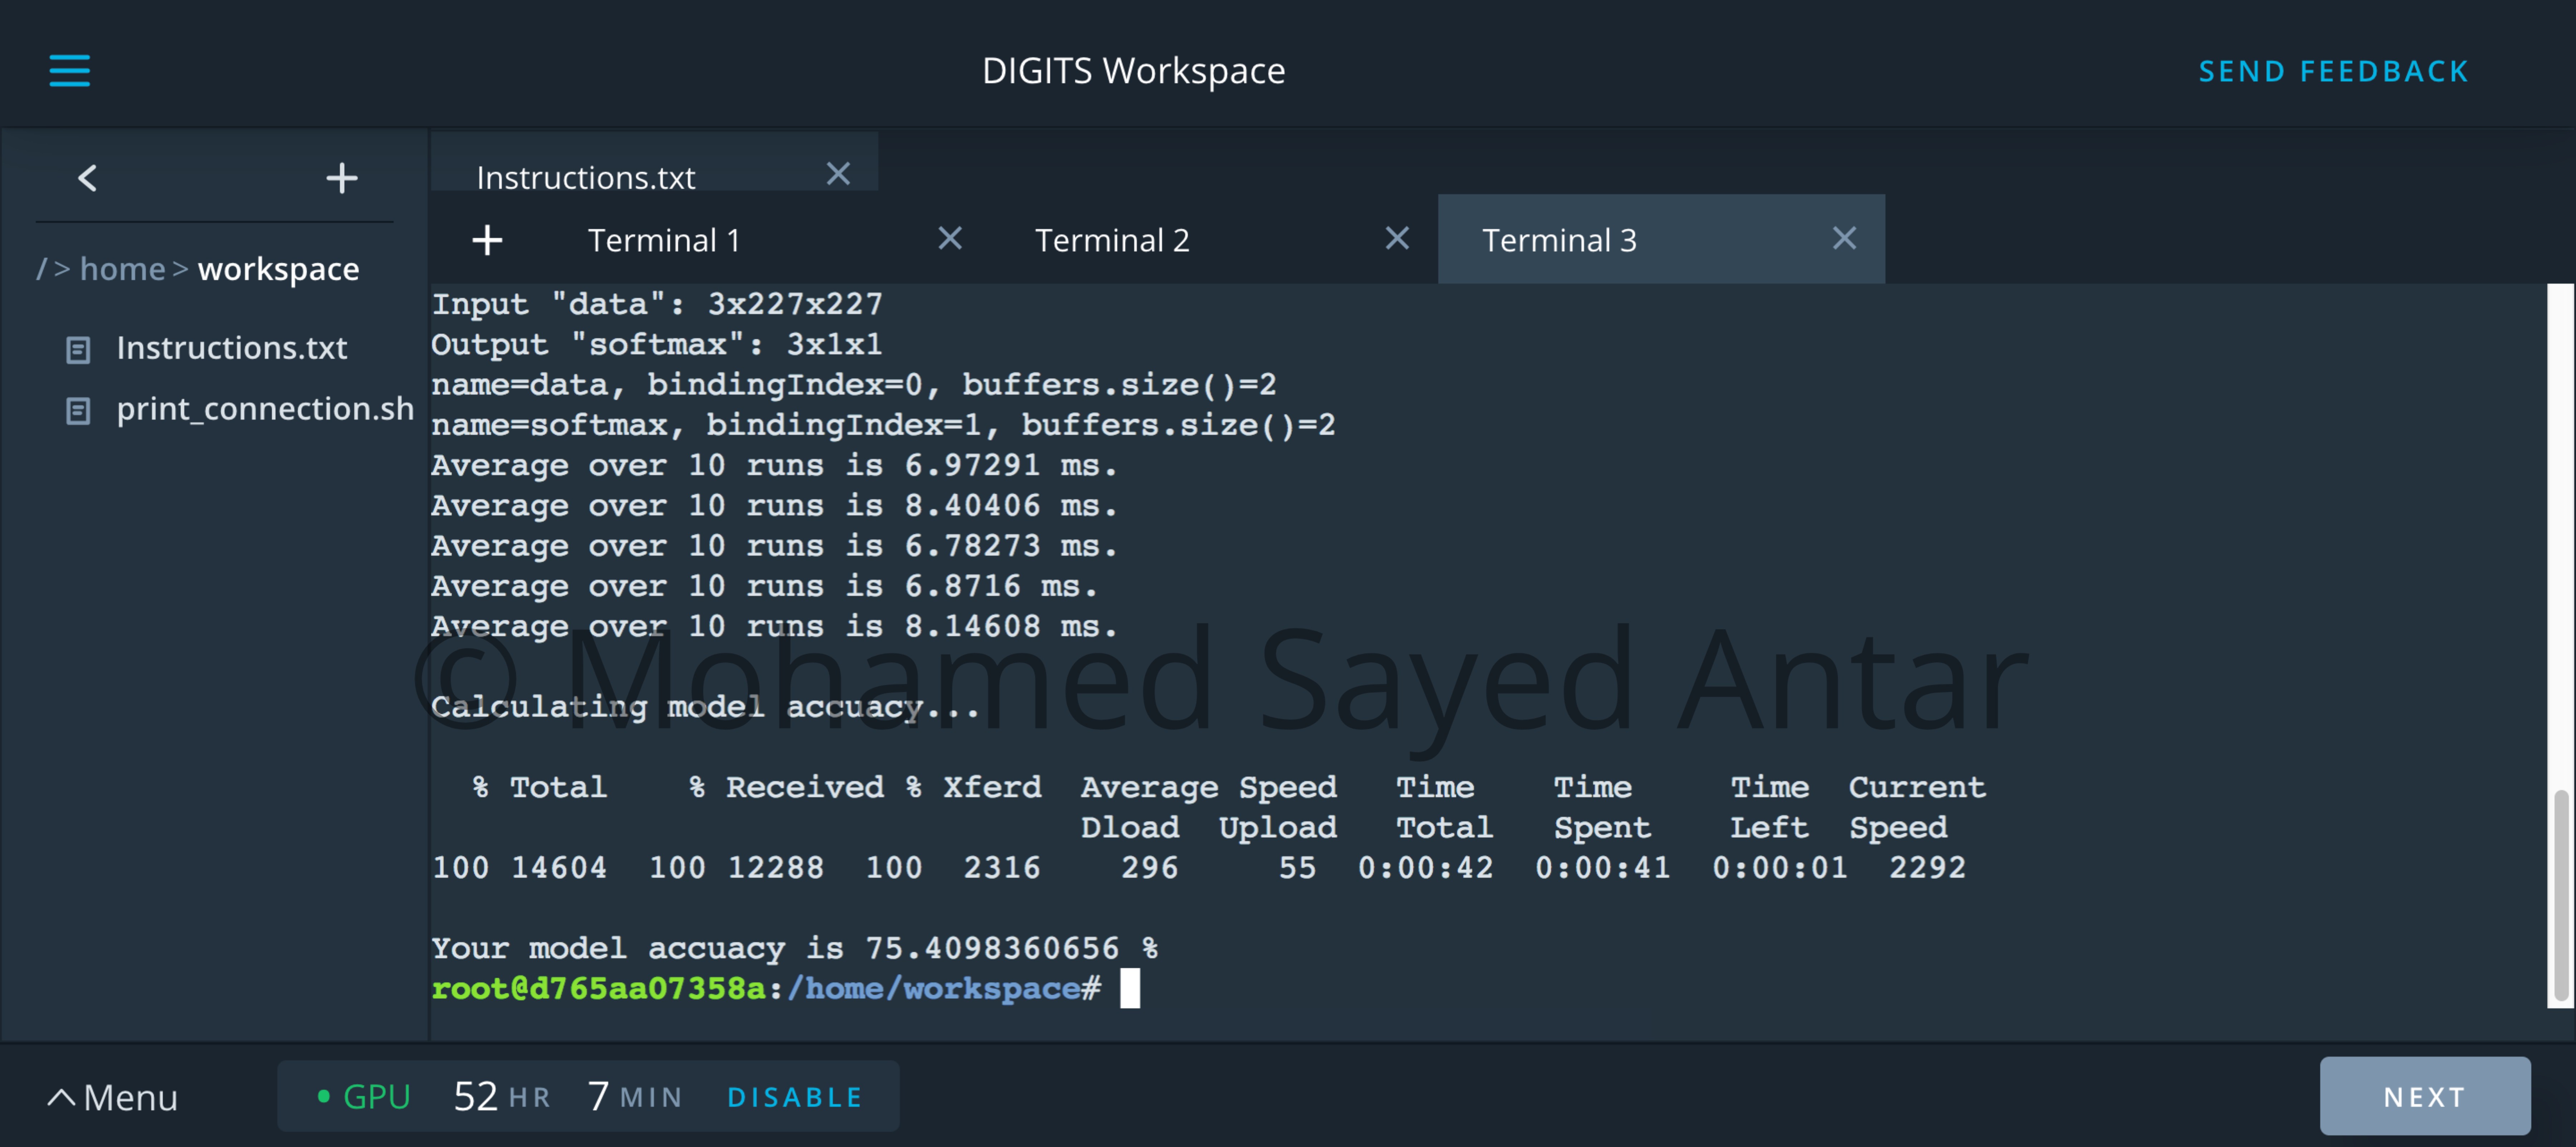 DIGITS Workspace
SEND FEEDBACK
Instructions.txt
Terminal 1
Terminal 2
Terminal 3
/ > home > workspace
Instructions.txt
print_connection.sh
Input "data": 3x227x227
Output "softmax": 3x1x1
name=data, bindingIndex=0, buffers.size()=2
name=softmax, bindingIndex=1, buffers.size()=2
Average over 10 runs is 6.97291 ms.
Average over 10 runs is 8.40406 ms.
Average over 10 runs is 6.78273 ms.
Average over 10 runs is 6.8716 ms.
Average over 10 runs is 8.14608 ms.
© Mohamed Sayed Antar
Calculating model accuacy...
% Total % Received % Xferd Average Speed Time Time Time Current
Dload Upload Total Spent Left Speed
100 14604 100 12288 100 2316 296 55 0:00:42 0:00:41 0:00:01 2292
Your model accuacy is 75.4098360656 %
root@d765aa07358a:/home/workspace#
Menu
GPU 52 HR 7 MIN DISABLE
NEXT